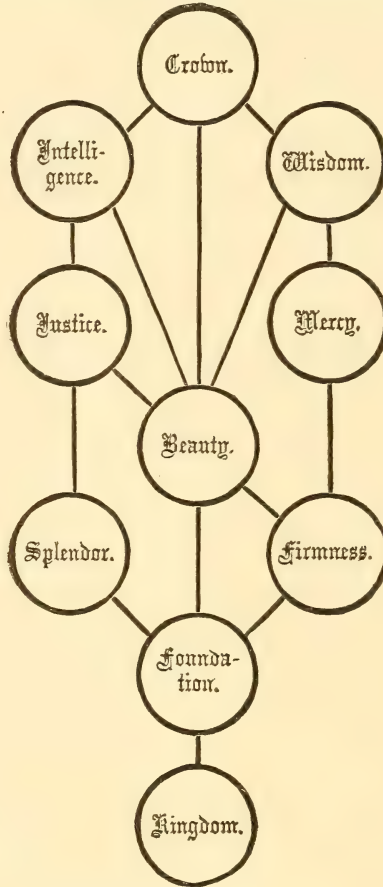 Crown.
Intelli-
gence.
Wisdom.
Justice.
Mercy.
Beauty.
Splendor.
Firmness.
Founda-
tion.
Kingdom.